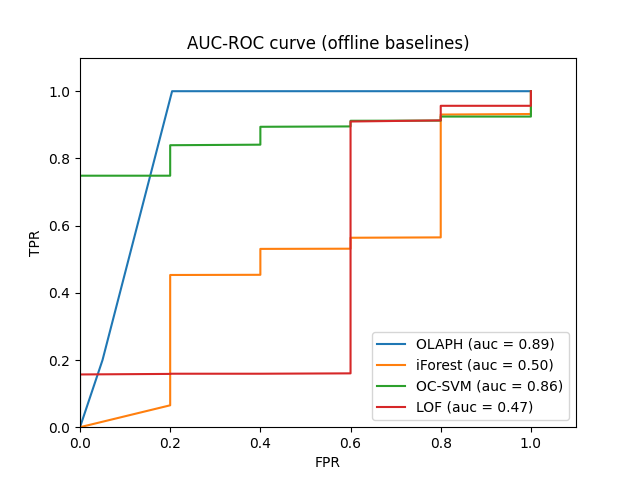 AUC-ROC curve (offline baselines)
TPR
1.0
0.8
0.6
0.4
0.2
0.0
0.0 0.2 0.4 0.6 0.8 1.0
FPR
OLAPH (auc = 0.89)
iForest (auc = 0.50)
OC-SVM (auc = 0.86)
LOF (auc = 0.47)